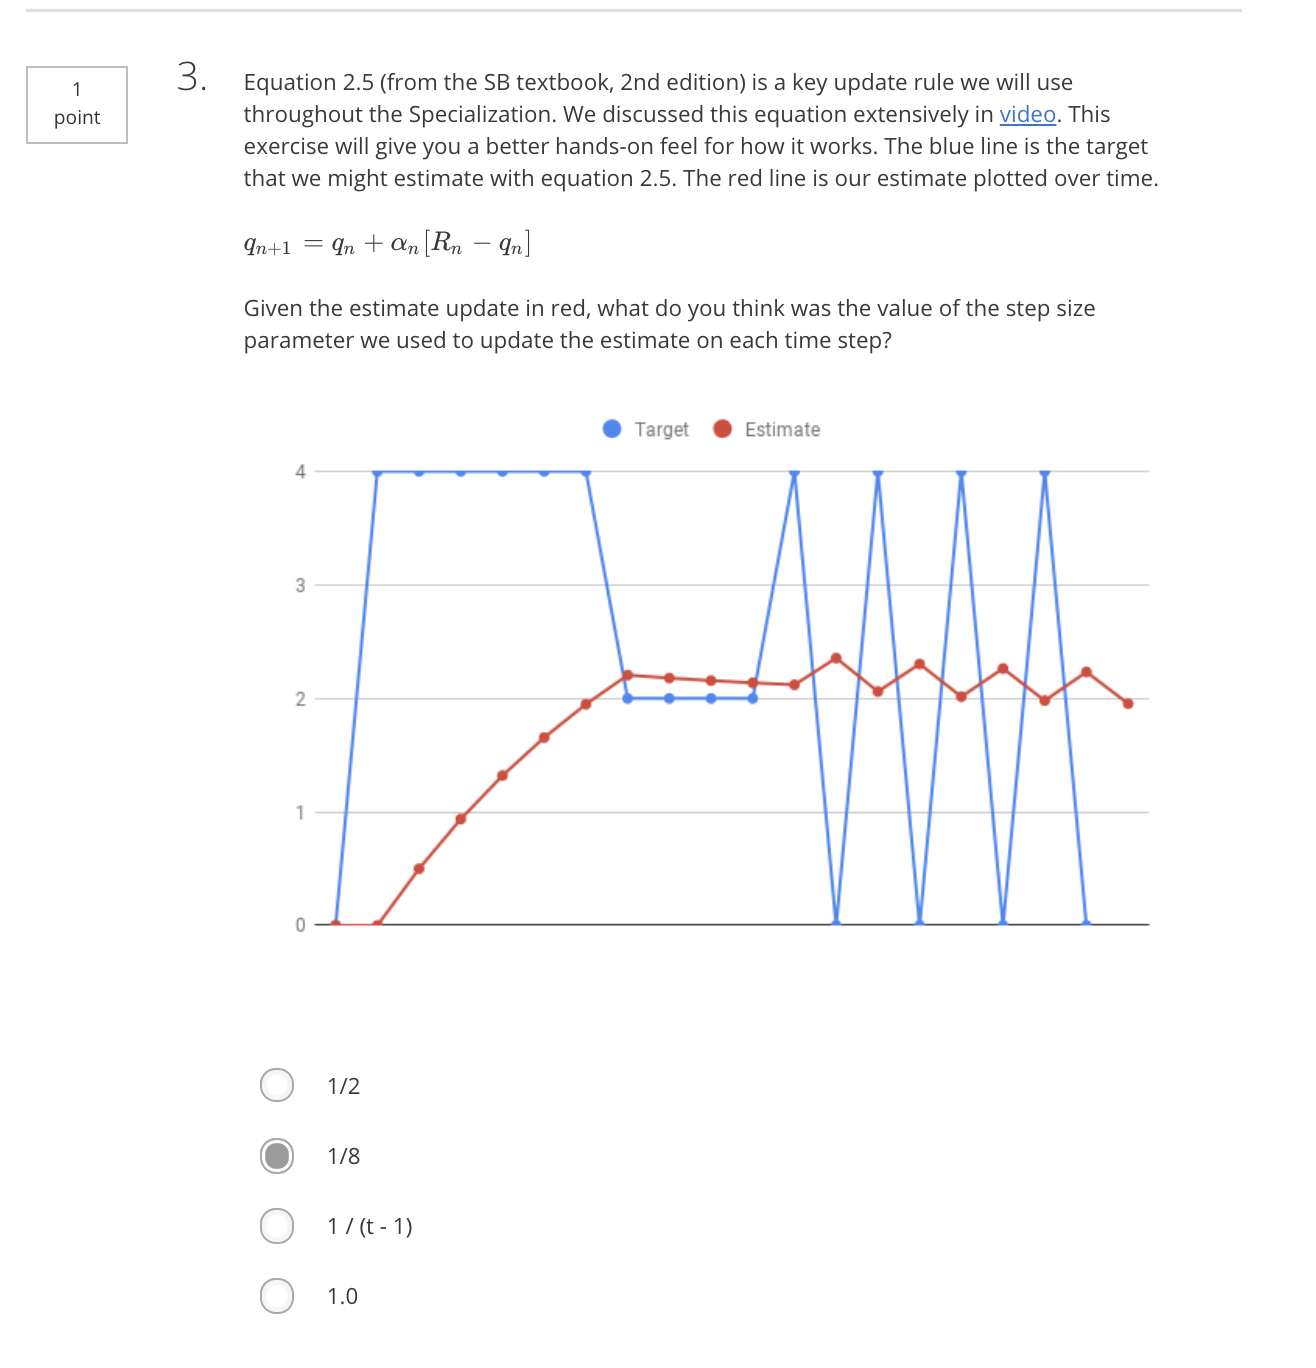 1
point
3.
Equation 2.5 (from the SB textbook, 2nd edition) is a key update rule we will use
throughout the Specialization. We discussed this equation extensively in video. This
exercise will give you a better hands-on feel for how it works. The blue line is the target
that we might estimate with equation 2.5. The red line is our estimate plotted over time.
qₙ₊₁ = qₙ + αₙ[Rₙ − qₙ]
Given the estimate update in red, what do you think was the value of the step size
parameter we used to update the estimate on each time step?
Target Estimate
4
3
2
1
0
1/2
1/8
1 / (t - 1)
1.0